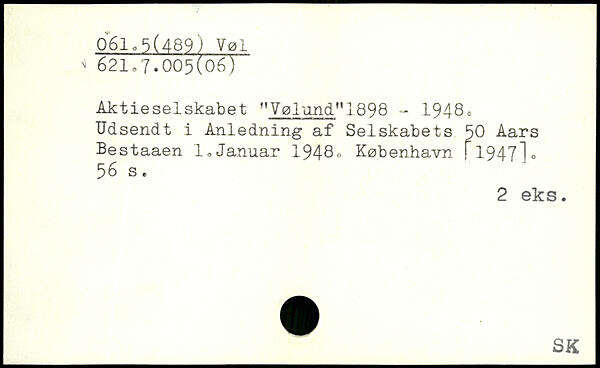 061.5(489) Vøl
621.7.005(06)
Aktieselskabet "Vølund"1898 - 1948.
Udsendt i Anledning af Selskabets 50 Aars
Bestaaen 1.Januar 1948. København [1947].
56 s.
2 eks.
SK